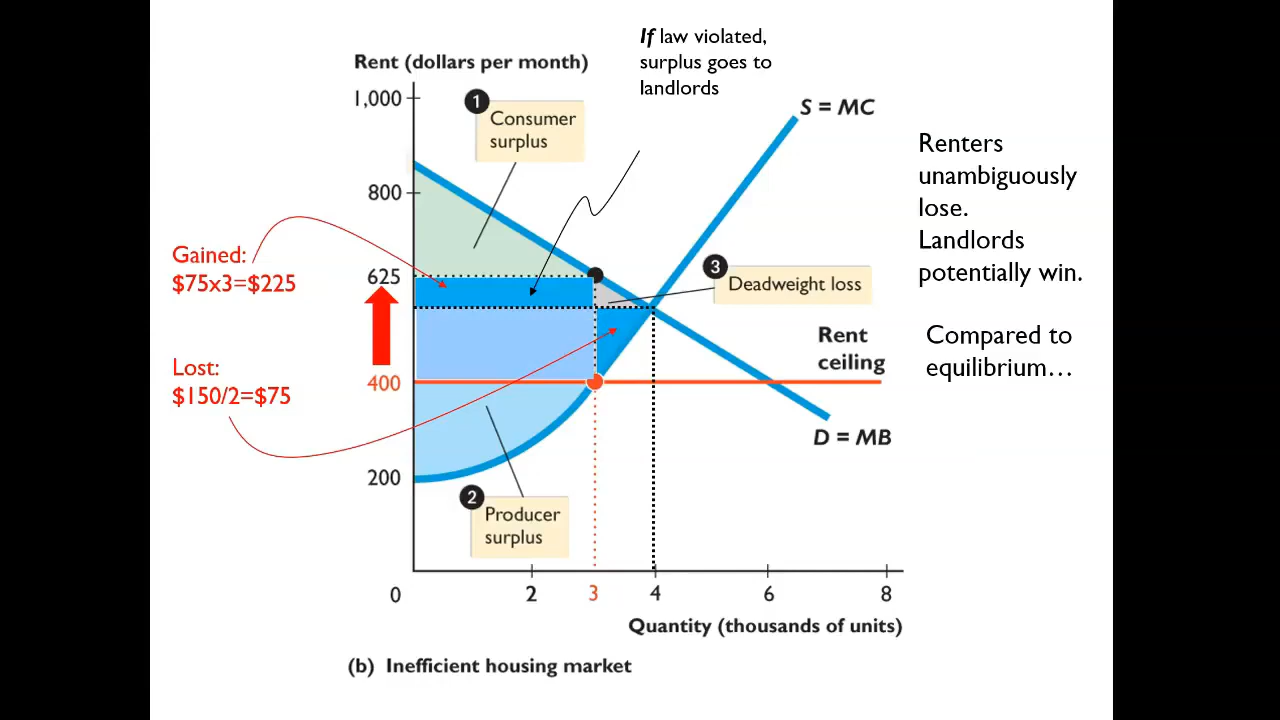 If law violated,
surplus goes to
landlords
Rent (dollars per month)
1,000
1
Consumer
surplus
S = MC
Renters
unambiguously
lose.
Landlords
potentially win.
800
Gained:
$75x3=$225
625
3
Deadweight loss
Rent
ceiling
Compared to
equilibrium…
Lost:
$150/2=$75
400
D = MB
200
2
Producer
surplus
0
2
3
4
6
8
Quantity (thousands of units)
(b) Inefficient housing market